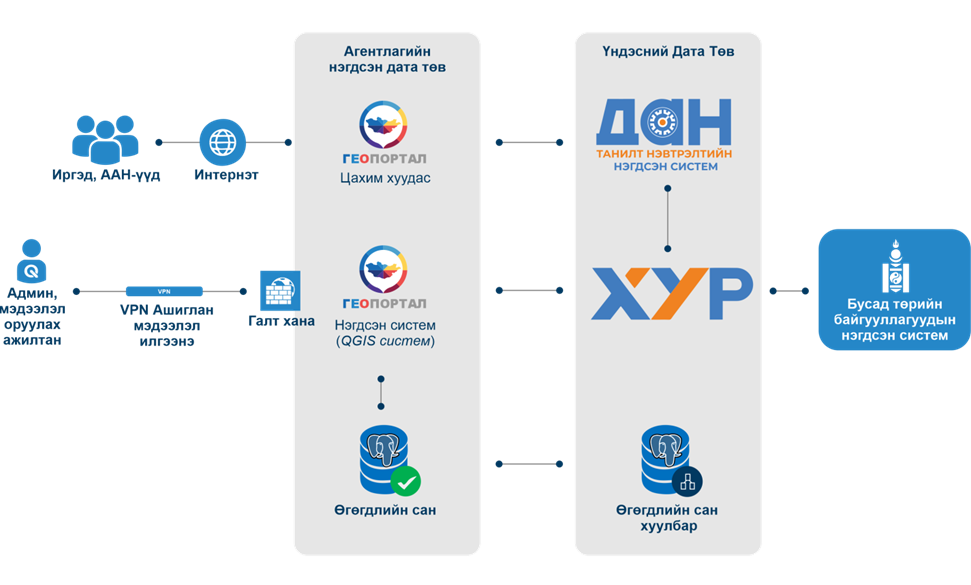 Агентлагийн
нэгдсэн дата төв
Үндэсний Дата Төв
Иргэд, ААН-үүд
Интернэт
ГЕОПОРТАЛ
Цахим хуудас
ДАН
ТАНИЛТ НЭВТРЭЛТИЙН
НЭГДСЭН СИСТЕМ
Админ,
мэдээлэл
оруулах
ажилтан
VPN
VPN Ашиглан
мэдээлэл
илгээнэ
Галт хана
ГЕОПОРТАЛ
Нэгдсэн систем
(QGIS систем)
ХУР
Бусад төрийн
байгууллагуудын
нэгдсэн систем
Өгөгдлийн сан
Өгөгдлийн сан
хуулбар